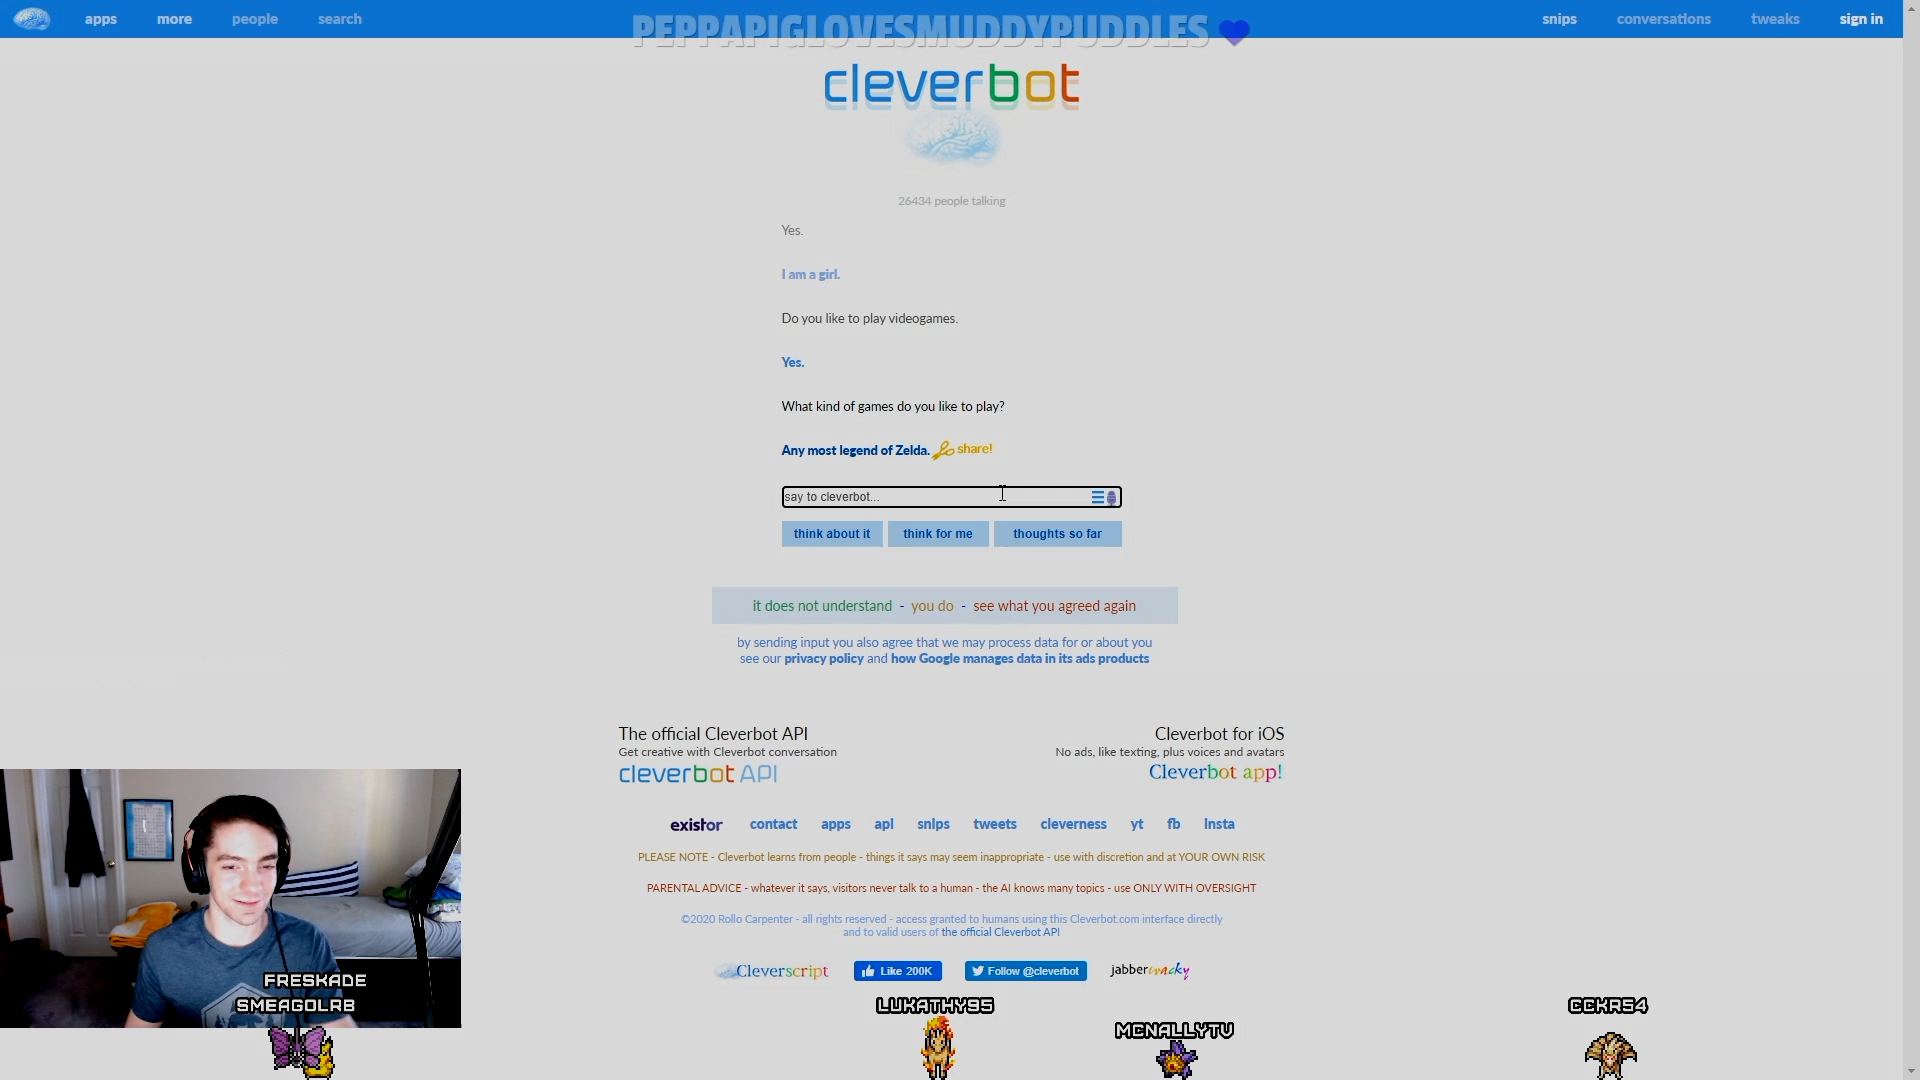 apps more people search
snips conversations tweaks sign in
PEPPAPIGLOVESMUDDYPUDDLES
cleverbot
26434 people talking
Yes.
I am a girl.
Do you like to play videogames.
Yes.
What kind of games do you like to play?
Any most legend of Zelda. share!
say to cleverbot...
think about it think for me thoughts so far
it does not understand - you do - see what you agreed again
by sending input you also agree that we may process data for or about you
see our privacy policy and how Google manages data in its ads products
The official Cleverbot API
Get creative with Cleverbot conversation
cleverbot API
Cleverbot for iOS
No ads, like texting, plus voices and avatars
Cleverbot app!
existor contact apps api snips tweets cleverness yt fb insta
PLEASE NOTE - Cleverbot learns from people - things it says may seem inappropriate - use with discretion and at YOUR OWN RISK
PARENTAL ADVICE - whatever it says, visitors never talk to a human - the AI knows many topics - use ONLY WITH OVERSIGHT
©2020 Rollo Carpenter - all rights reserved - access granted to humans using this Cleverbot.com interface directly
and to valid users of the official Cleverbot API
Cleverscript Like 200K Follow @cleverbot jabberwacky
FRESKADE
SMEAGOLRB
LUKATHY95
MCNALLYTV
CCKR54